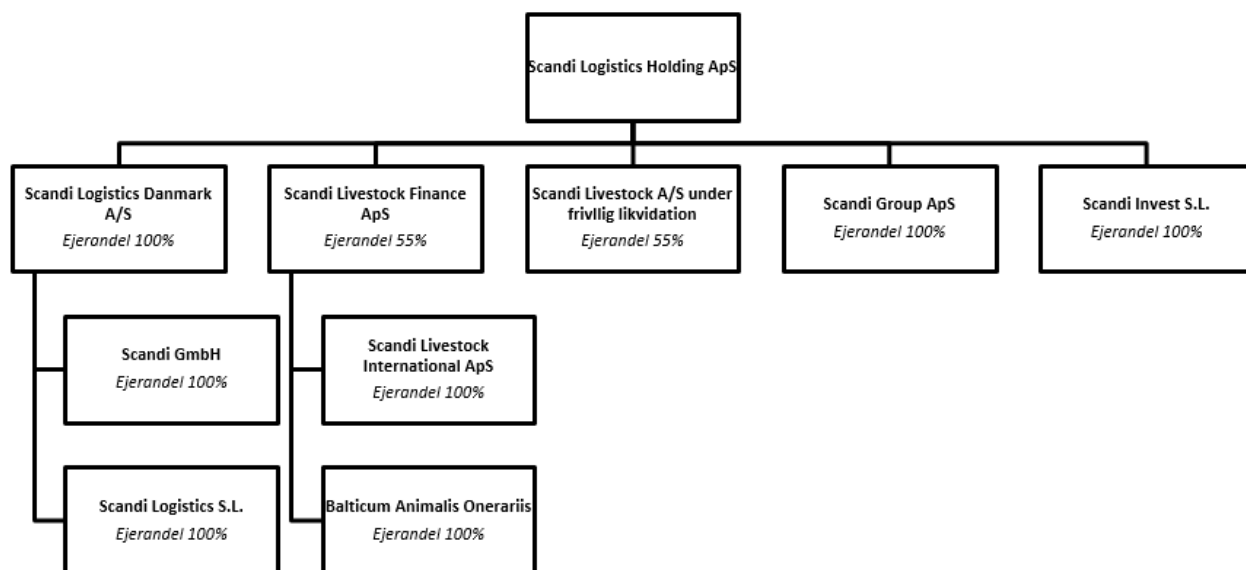 Scandi Logistics Holding ApS
Scandi Logistics Danmark
A/S
Ejerandel 100%
Scandi Livestock Finance
ApS
Ejerandel 55%
Scandi Livestock A/S under
frivllig likvidation
Ejerandel 55%
Scandi Group ApS
Ejerandel 100%
Scandi Invest S.L.
Ejerandel 100%
Scandi GmbH
Ejerandel 100%
Scandi Livestock
International ApS
Ejerandel 100%
Scandi Logistics S.L.
Ejerandel 100%
Balticum Animalis Onerariis
Ejerandel 100%